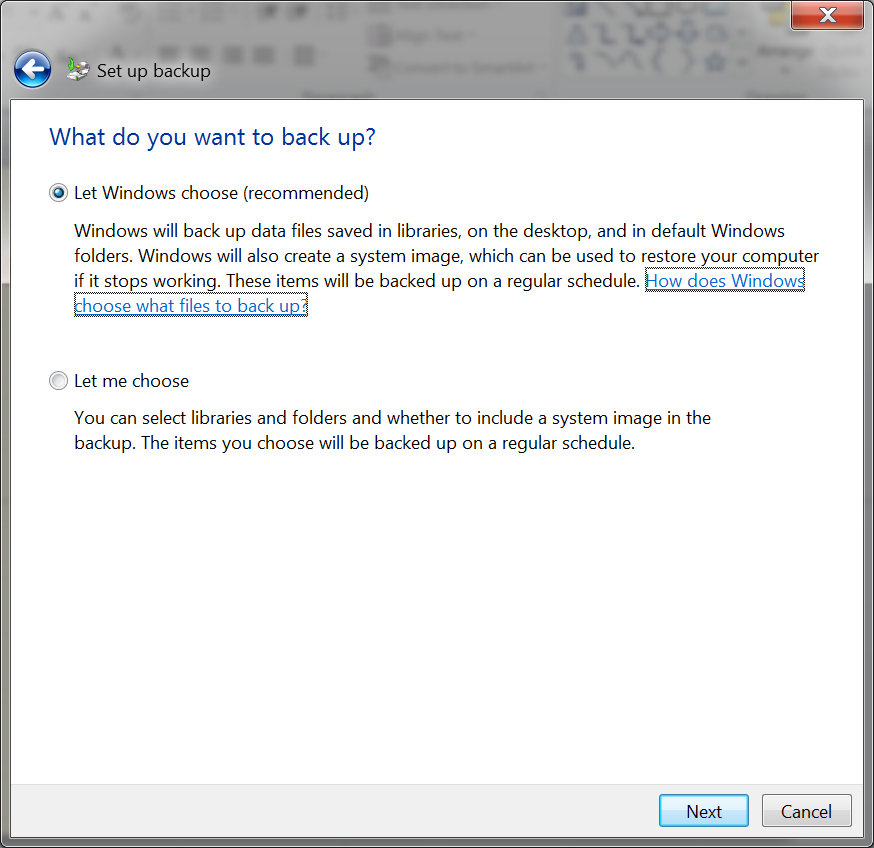 Set up backup
What do you want to back up?
Let Windows choose (recommended)
Windows will back up data files saved in libraries, on the desktop, and in default Windows
folders. Windows will also create a system image, which can be used to restore your computer
if it stops working. These items will be backed up on a regular schedule. How does Windows
choose what files to back up?
Let me choose
You can select libraries and folders and whether to include a system image in the
backup. The items you choose will be backed up on a regular schedule.
Next
Cancel